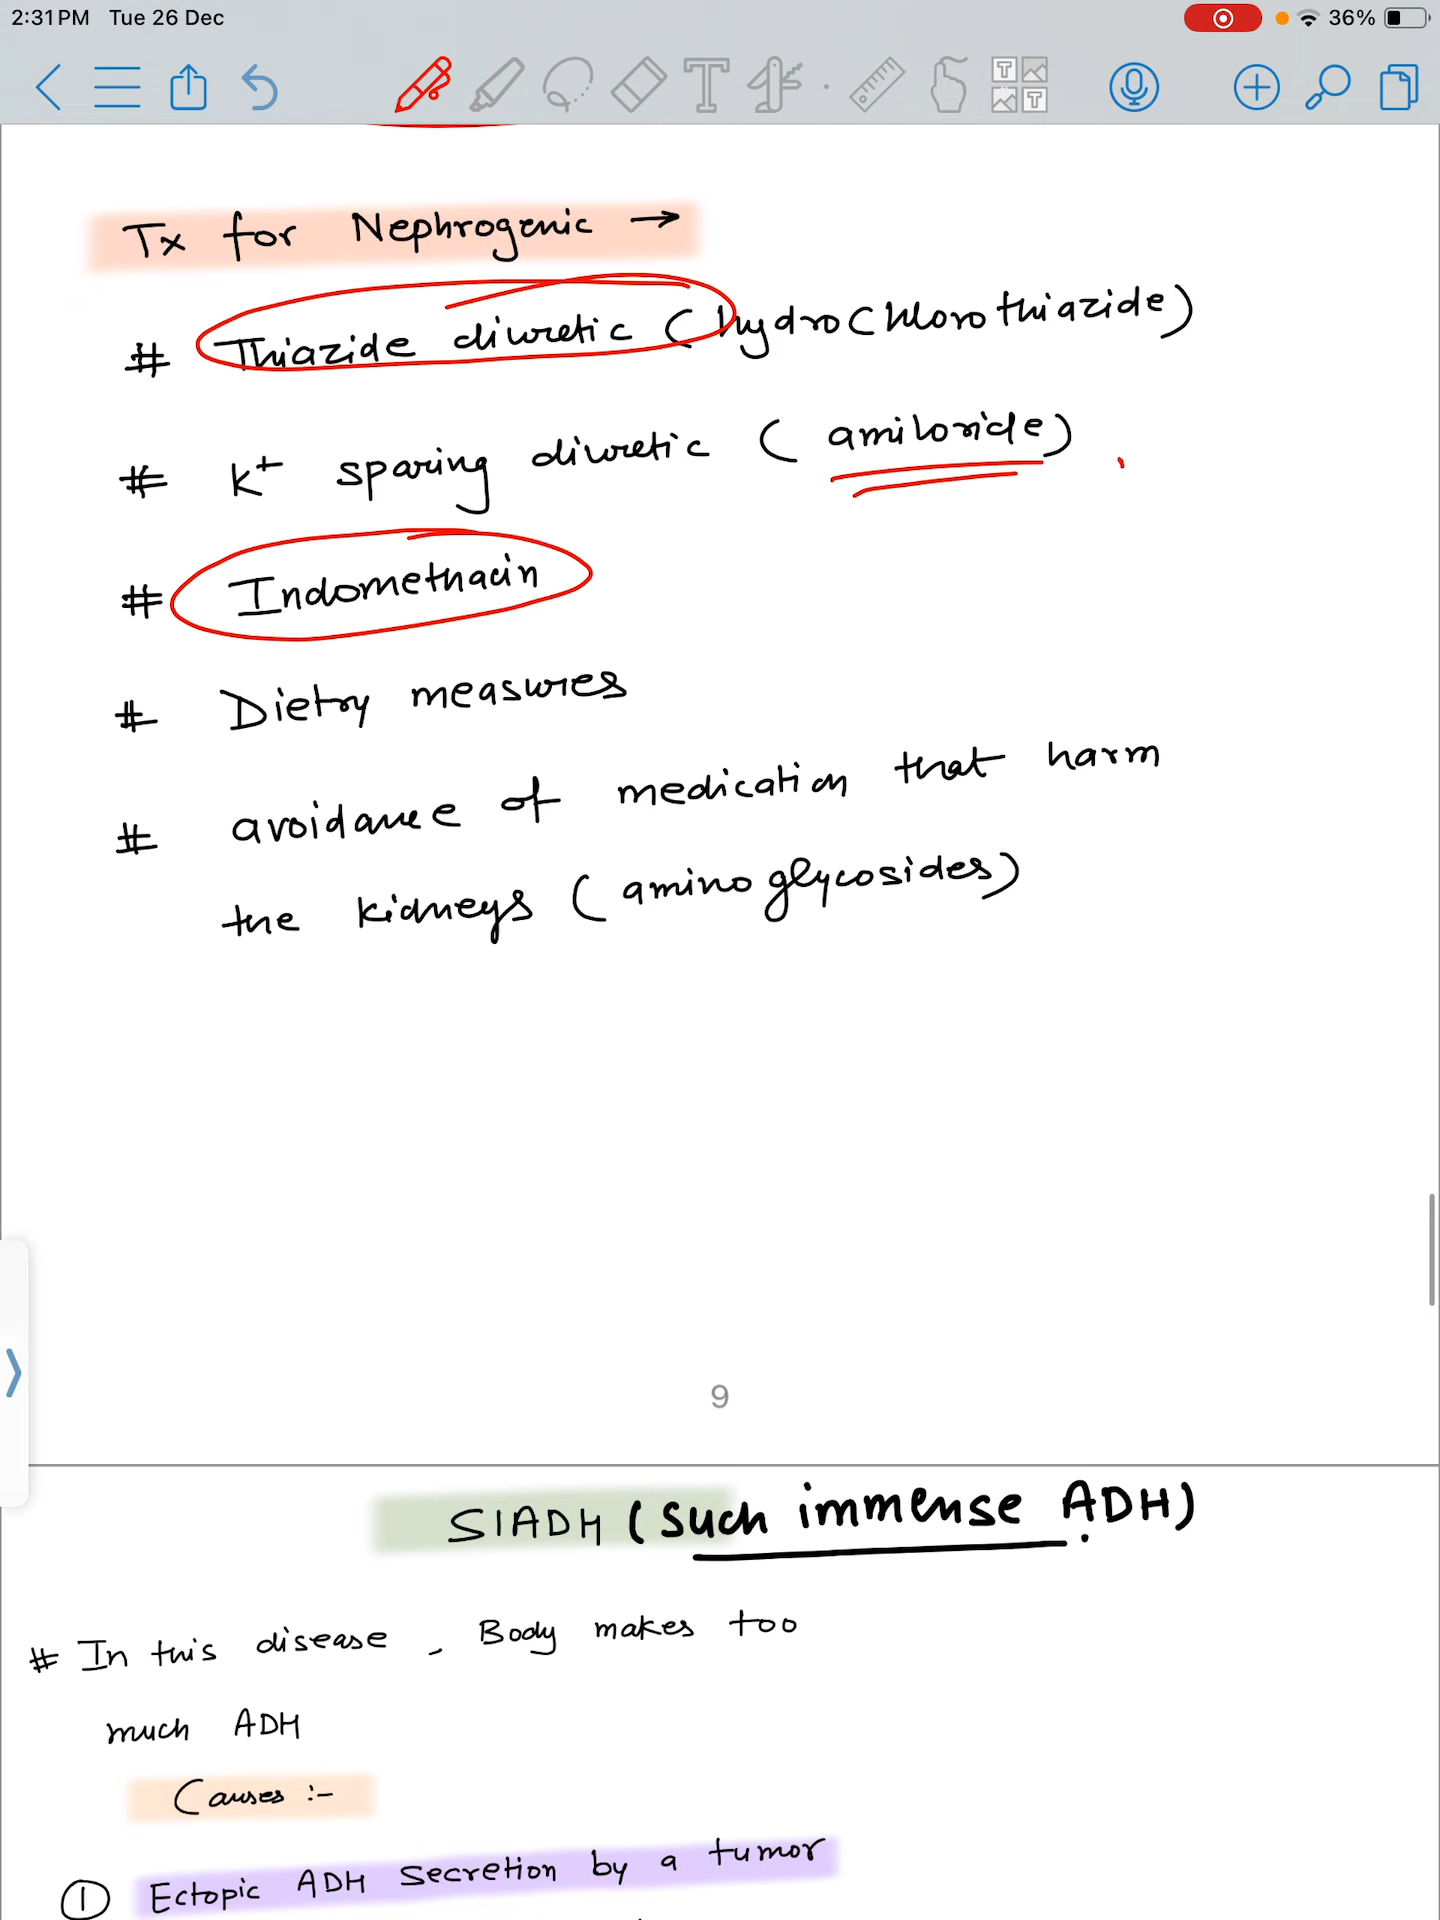 2:31 PM Tue 26 Dec
36%
Tx for Nephrogenic →
# Thiazide diuretic (hydrochlorothiazide)
# K+ sparing diuretic (amiloride)
# Indomethacin
# Dietry measures
# avoidance of medication that harm
the kidneys (aminoglycosides)
9
SIADH (such immense ADH)
# In this disease, Body makes too
much ADH
Causes :-
① Ectopic ADH secretion by a tumor